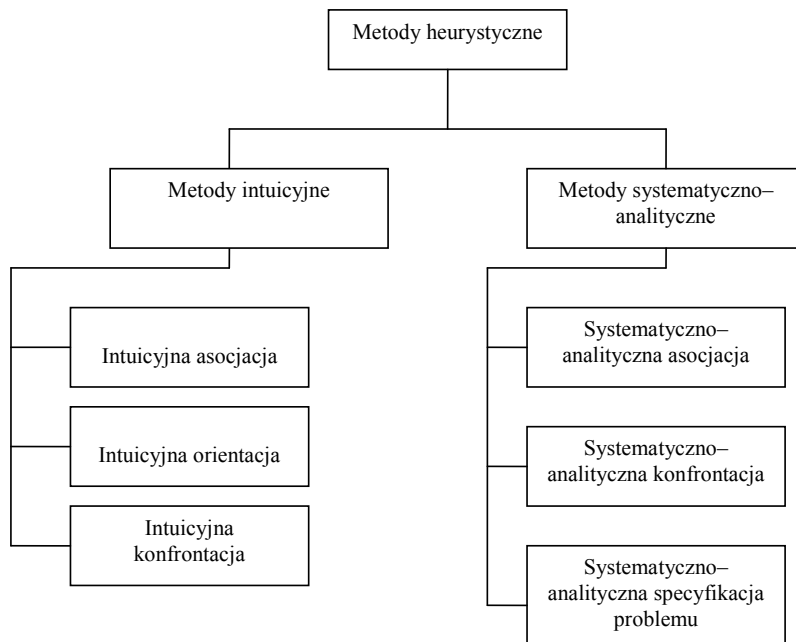 Metody heurystyczne
Metody intuicyjne
Metody systematyczno–
analityczne
Intuicyjna asocjacja
Intuicyjna orientacja
Intuicyjna
konfrontacja
Systematyczno–
analityczna asocjacja
Systematyczno–
analityczna konfrontacja
Systematyczno–
analityczna specyfikacja
problemu